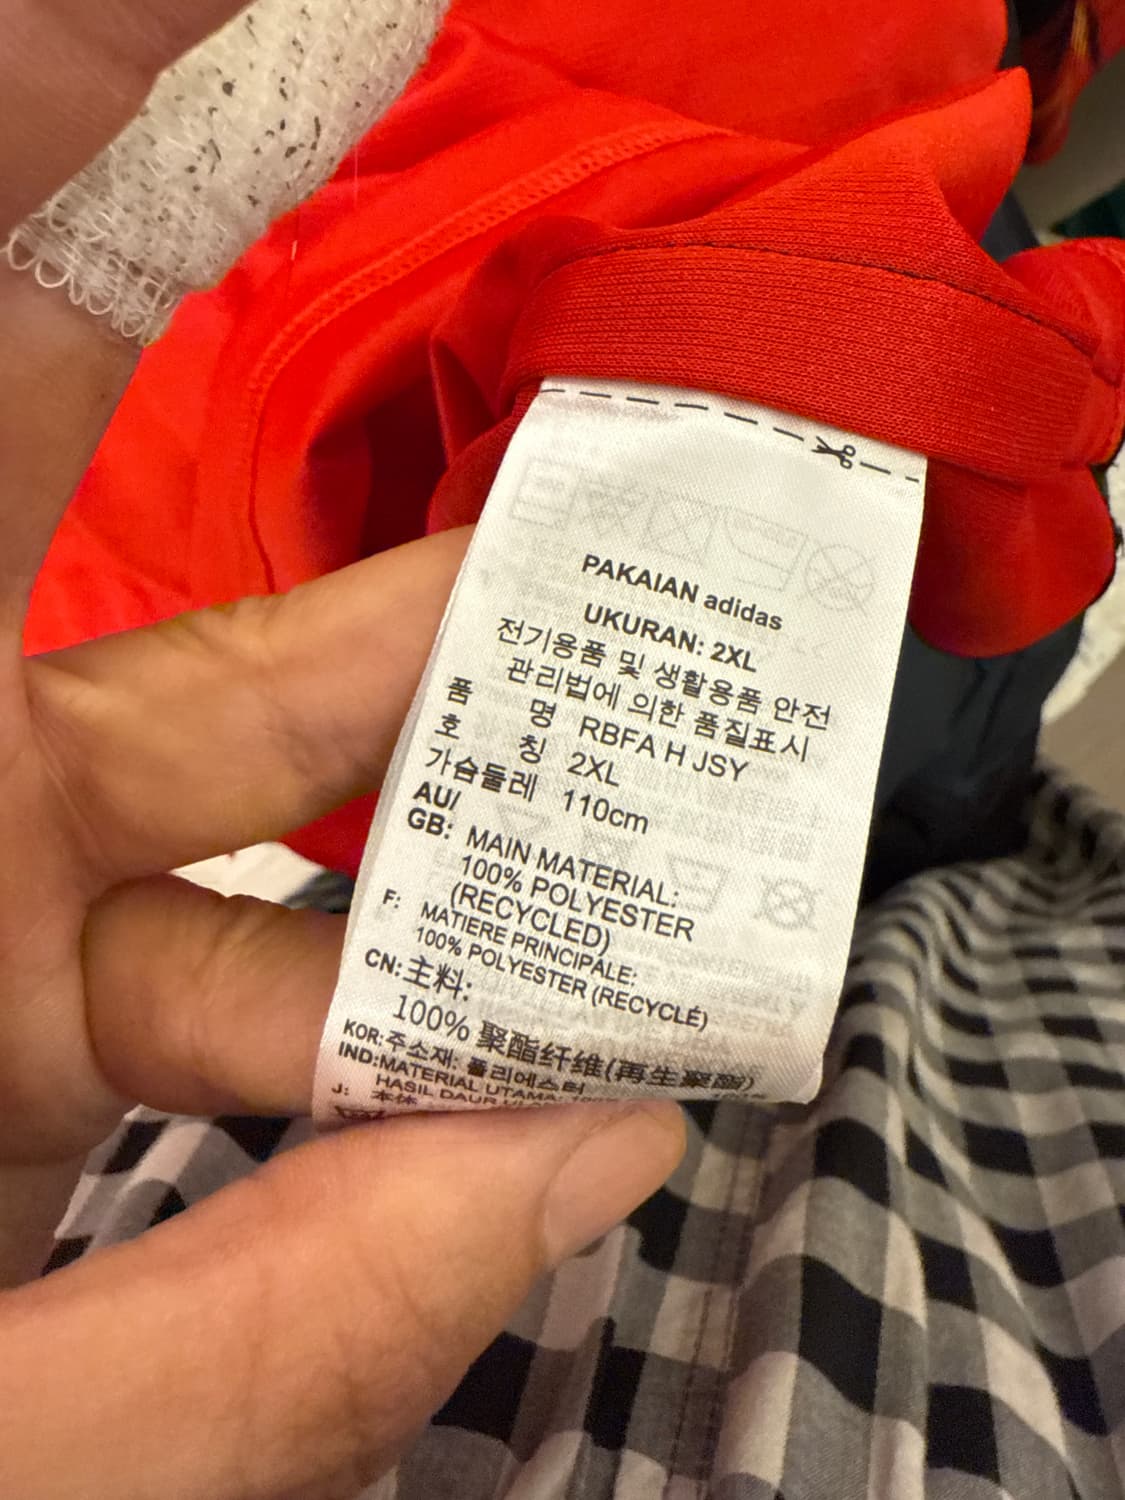 PAKAIAN adidas
UKURAN: 2XL
전기용품 및 생활용품 안전
관리법에 의한 품질표시
품 명 RBFA H JSY
호 칭 2XL
가슴둘레 110cm
AU/
GB: MAIN MATERIAL:
100% POLYESTER
(RECYCLED)
F: MATIERE PRINCIPALE:
100% POLYESTER (RECYCLÉ)
CN: 主料:
100% 聚酯纤维(再生聚酯)
KOR: 주소재: 폴리에스터
IND: MATERIAL UTAMA: 100%
HASIL DAUR
J: 本体